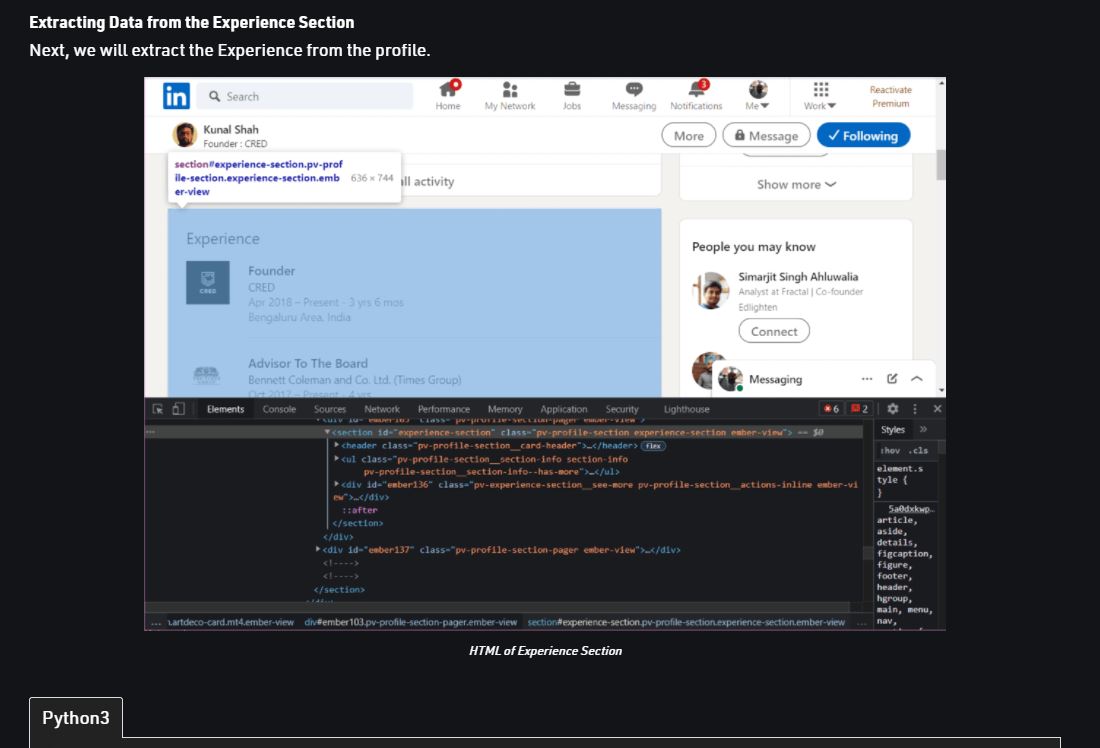 Extracting Data from the Experience Section
Next, we will extract the Experience from the profile.
in
Search
Home
My Network
Jobs
Messaging
3
Notifications
Me
Work
Reactivate
Premium
Kunal Shah
Founder : CRED
More
Message
✓ Following
section#experience-section.pv-prof
ile-section.experience-section.emb
er-view
636 × 744
all activity
Show more
Experience
CRED
Founder
CRED
Apr 2018 – Present · 3 yrs 6 mos
Bengaluru Area, India
Advisor To The Board
Bennett Coleman and Co. Ltd. (Times Group)
Oct 2017 – Present · 4 yrs
People you may know
Simarjit Singh Ahluwalia
Analyst at Fractal | Co-founder
Edlighten
Connect
Messaging
Elements
Console
Sources
Network
Performance
Memory
Application
Security
Lighthouse
6
2
<section id="experience-section" class="pv-profile-section experience-section ember-view"> == $0
<header class="pv-profile-section__card-header">…</header> flex
<ul class="pv-profile-section__section-info section-info
pv-profile-section__section-info--has-more">…</ul>
<div id="ember136" class="pv-experience-section__see-more pv-profile-section__actions-inline ember-vi
ew">…</div>
::after
</section>
</div>
<div id="ember137" class="pv-profile-section-pager ember-view">…</div>
<!---->
<!---->
</section>
... \.artdeco-card.mt4.ember-view div#ember103.pv-profile-section-pager.ember-view section#experience-section.pv-profile-section.experience-section.ember-view ...
Styles »
:hov .cls
element.s
tyle {
}
5a0dxkwp…
article,
aside,
details,
figcaption,
figure,
footer,
header,
hgroup,
main, menu,
nav,
HTML of Experience Section
Python3